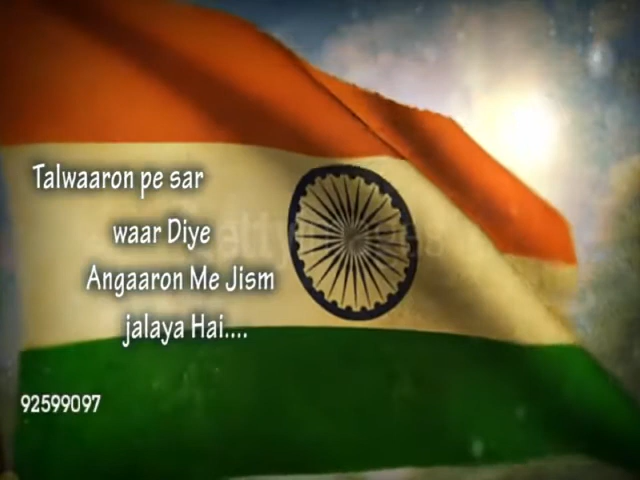 Talwaaron pe sar
waar Diye
Angaaron Me Jism
jalaya Hai....
92599097